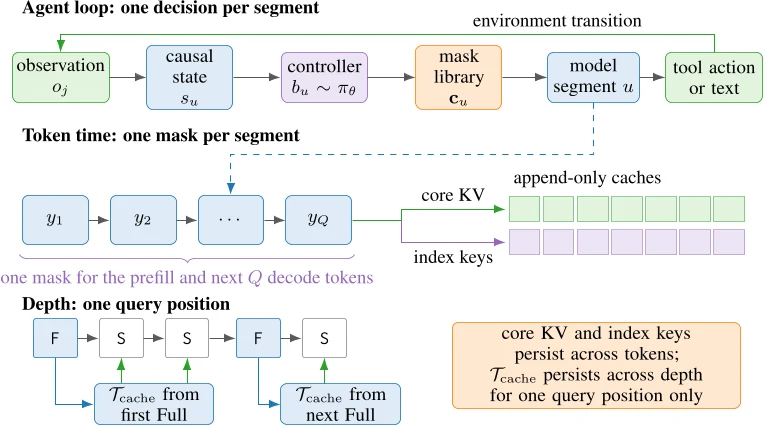 Agent loop: one decision per segment
environment transition
observation
o_j
causal
state
s_u
controller
b_u ∼ π_θ
mask
library
c_u
model
segment u
tool action
or text
Token time: one mask per segment
y_1
y_2
...
y_Q
core KV
index keys
append-only caches
one mask for the prefill and next Q decode tokens
Depth: one query position
F
S
S
F
S
𝒯_cache from
first Full
𝒯_cache from
next Full
core KV and index keys
persist across tokens;
𝒯_cache persists across depth
for one query position only